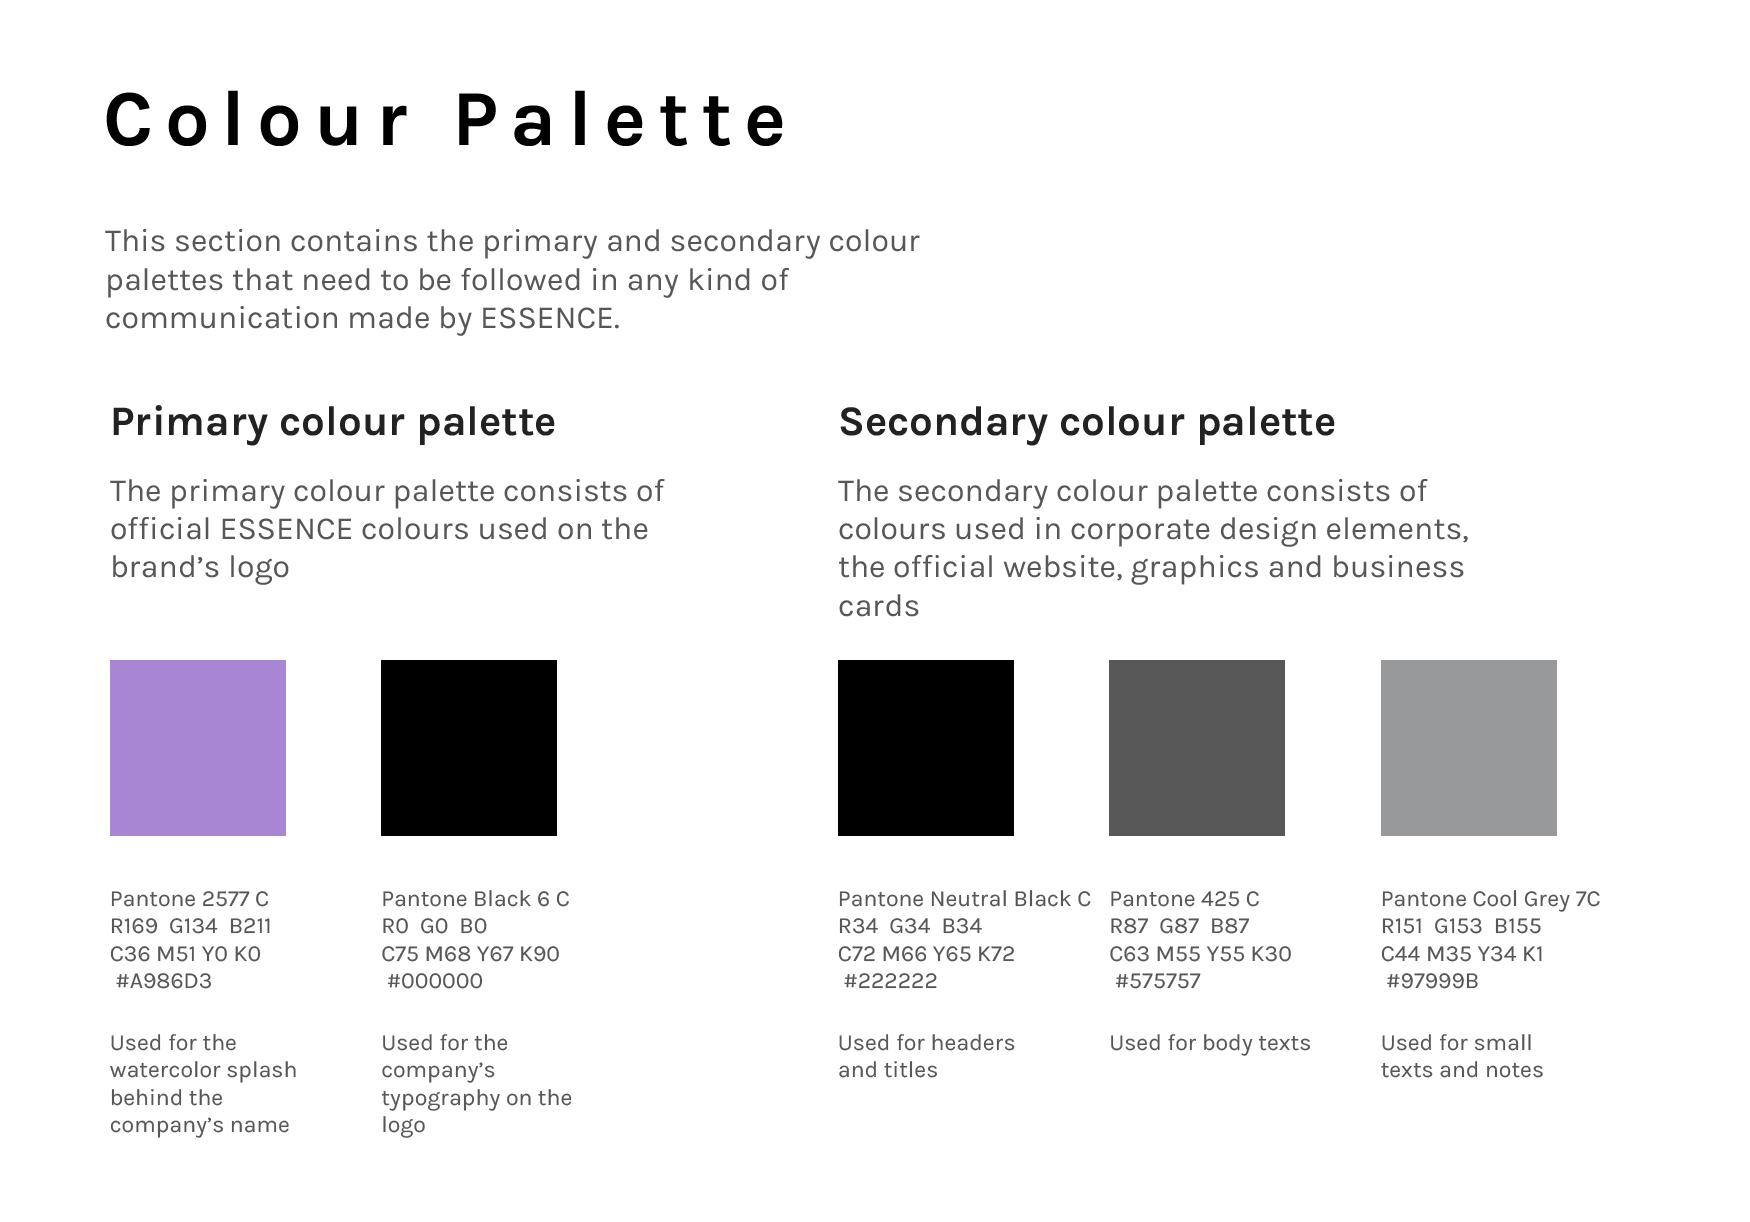 Colour Palette
This section contains the primary and secondary colour
palettes that need to be followed in any kind of
communication made by ESSENCE.
Primary colour palette
The primary colour palette consists of
official ESSENCE colours used on the
brand’s logo
Pantone 2577 C
R169 G134 B211
C36 M51 Y0 K0
#A986D3
Used for the
watercolor splash
behind the
company’s name
Pantone Black 6 C
R0 G0 B0
C75 M68 Y67 K90
#000000
Used for the
company’s
typography on the
logo
Secondary colour palette
The secondary colour palette consists of
colours used in corporate design elements,
the official website, graphics and business
cards
Pantone Neutral Black C
R34 G34 B34
C72 M66 Y65 K72
#222222
Used for headers
and titles
Pantone 425 C
R87 G87 B87
C63 M55 Y55 K30
#575757
Used for body texts
Pantone Cool Grey 7C
R151 G153 B155
C44 M35 Y34 K1
#97999B
Used for small
texts and notes